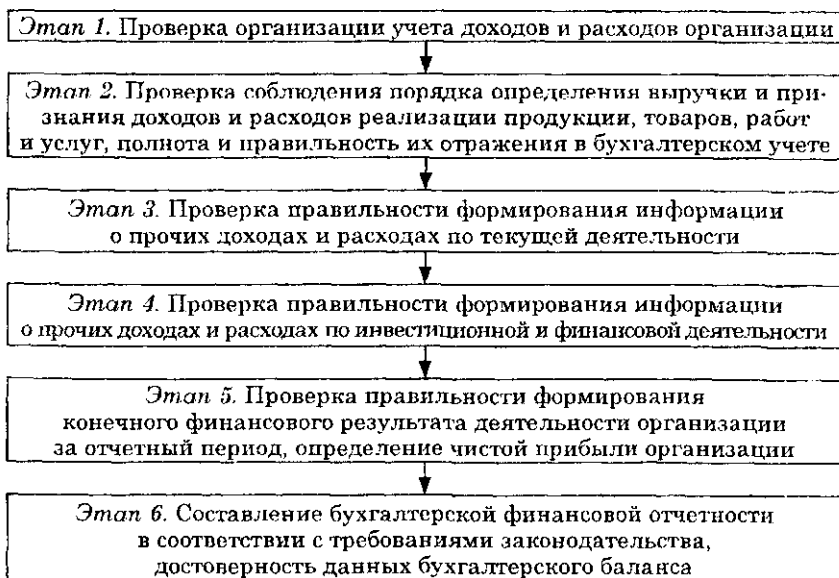 Этап 1. Проверка организации учета доходов и расходов организации
Этап 2. Проверка соблюдения порядка определения выручки и при-
знания доходов и расходов реализации продукции, товаров, работ
и услуг, полнота и правильность их отражения в бухгалтерском учете
Этап 3. Проверка правильности формирования информации
о прочих доходах и расходах по текущей деятельности
Этап 4. Проверка правильности формирования информации
о прочих доходах и расходах по инвестиционной и финансовой деятельности
Этап 5. Проверка правильности формирования
конечного финансового результата деятельности организации
за отчетный период, определение чистой прибыли организации
Этап 6. Составление бухгалтерской финансовой отчетности
в соответствии с требованиями законодательства,
достоверность данных бухгалтерского баланса